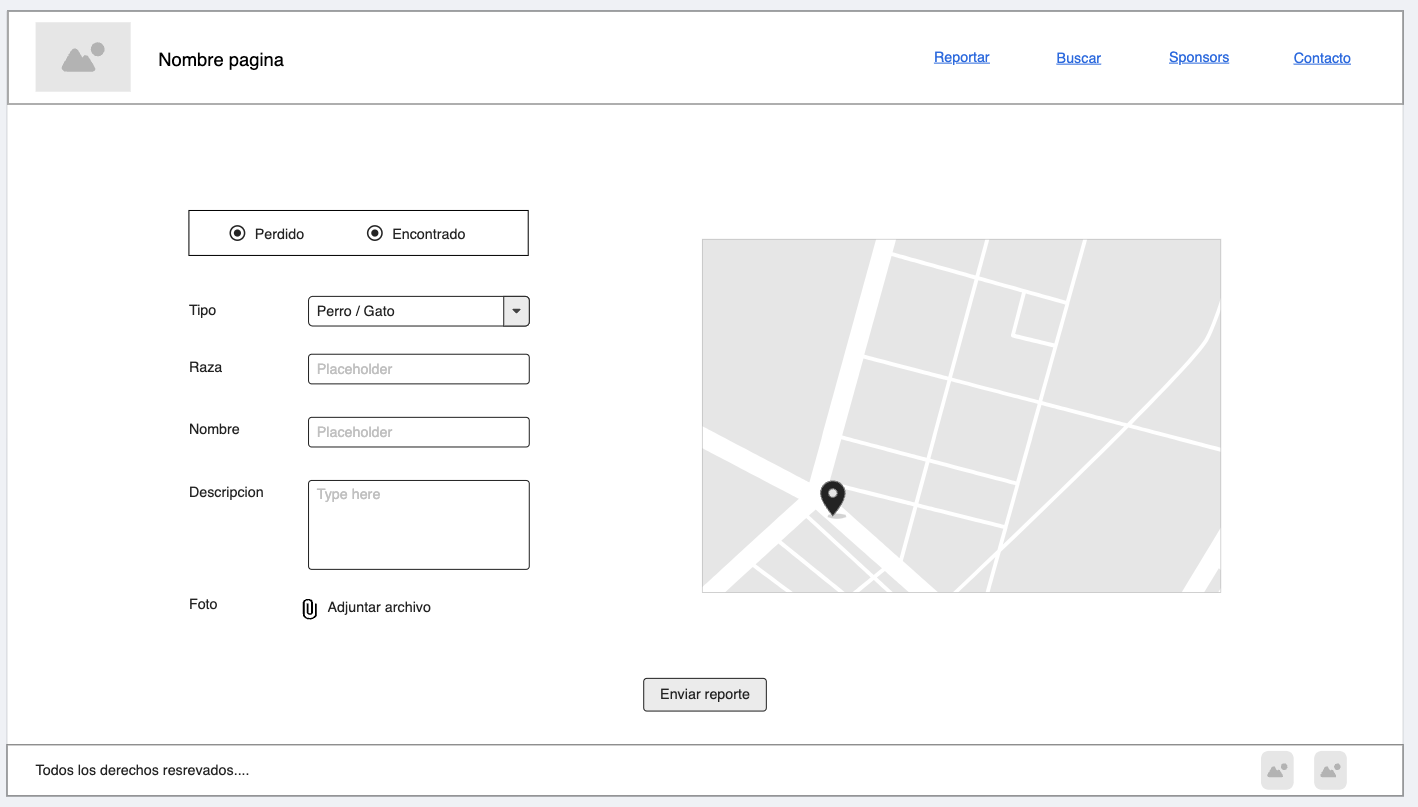 Nombre pagina
Reportar
Buscar
Sponsors
Contacto
Perdido
Encontrado
Tipo
Perro / Gato
Raza
Placeholder
Nombre
Placeholder
Descripcion
Type here
Foto
Adjuntar archivo
Enviar reporte
Todos los derechos resrevados....